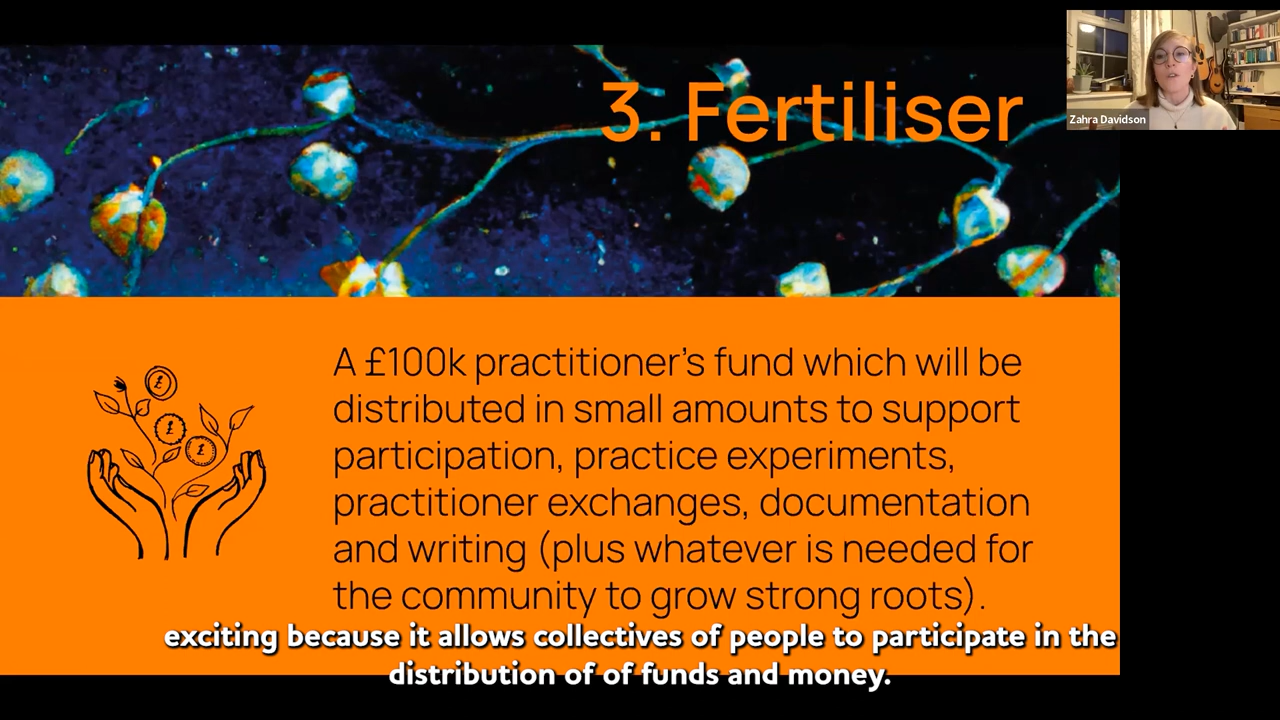 3. Fertiliser
Zahra Davidson
A £100k practitioner's fund which will be
distributed in small amounts to support
participation, practice experiments,
practitioner exchanges, documentation
and writing (plus whatever is needed for
the community to grow strong roots).
£
£
£
exciting because it allows collectives of people to participate in the
distribution of of funds and money.